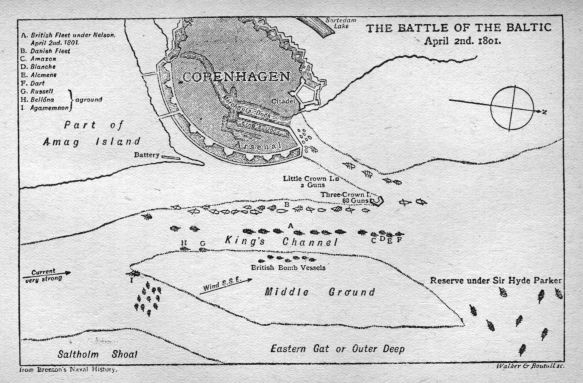 THE BATTLE OF THE BALTIC
April 2nd. 1801.
A. British Fleet under Nelson.
April 2nd. 1801.
B. Danish Fleet
C. Amazon
D. Blanche
E. Alcmene
F. Dart
G. Russell
H. Bellona
I Agamemnon
aground
Sortedam
Lake
COPENHAGEN
Citadel
Arsenal
N
Part of
Amag Island
Battery
Little Crown I.
2 Guns
Three-Crown I.
60 Guns
B
A
C D E F
King's Channel
H G
British Bomb Vessels
Current
very strong
I
Wind S.S.E.
Middle Ground
Reserve under Sir Hyde Parker
Saltholm Shoal
Eastern Gat or Outer Deep
from Brenton's Naval History.
Walker & Boutall sc.